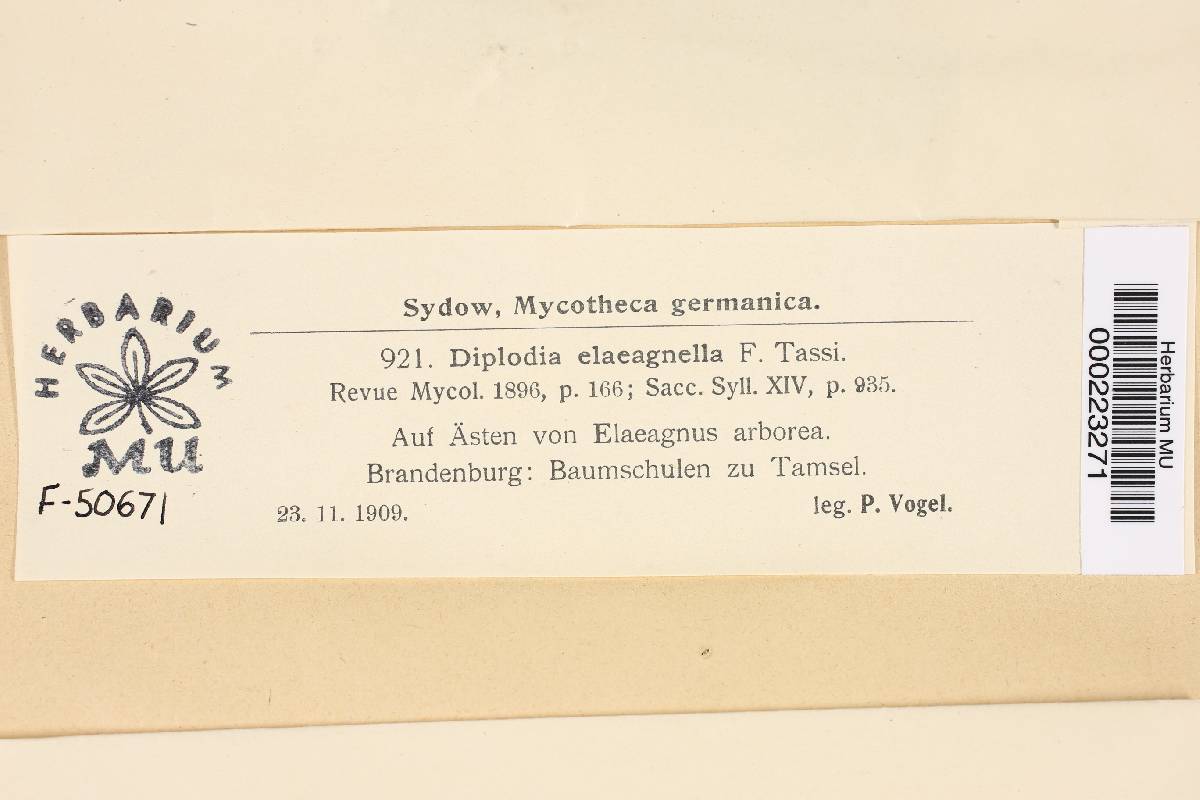 Sydow, Mycotheca germanica.
921. Diplodia elaeagnella F. Tassi.
Revue Mycol. 1896, p. 166; Sacc. Syll. XIV, p. 935.
Auf Ästen von Elaeagnus arborea.
Brandenburg: Baumschulen zu Tamsel.
23. 11. 1909. leg. P. Vogel.
HERBARIUM
MU
F-50671
Herbarium MU
000223271